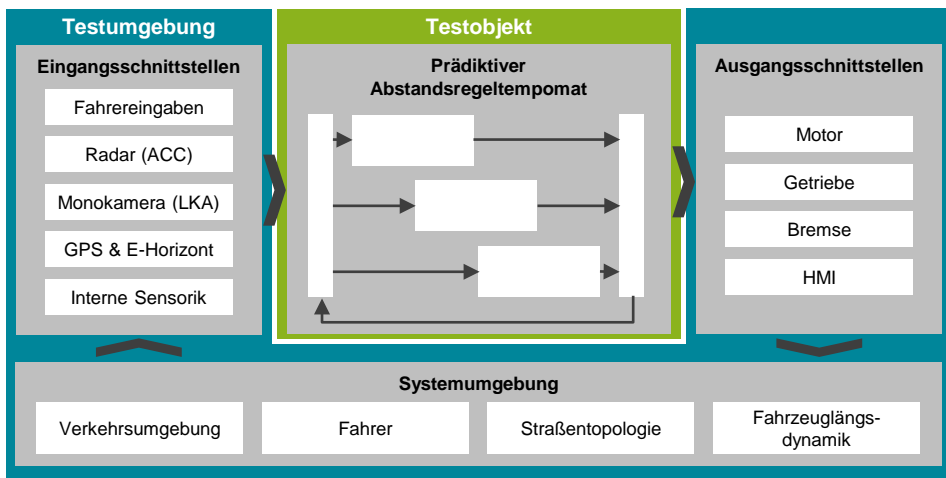 Testumgebung
Eingangsschnittstellen
Fahrereingaben
Radar (ACC)
Monokamera (LKA)
GPS & E-Horizont
Interne Sensorik
Testobjekt
Prädiktiver
Abstandsregeltempomat
Ausgangsschnittstellen
Motor
Getriebe
Bremse
HMI
Systemumgebung
Verkehrsumgebung
Fahrer
Straßentopologie
Fahrzeuglängs-
dynamik